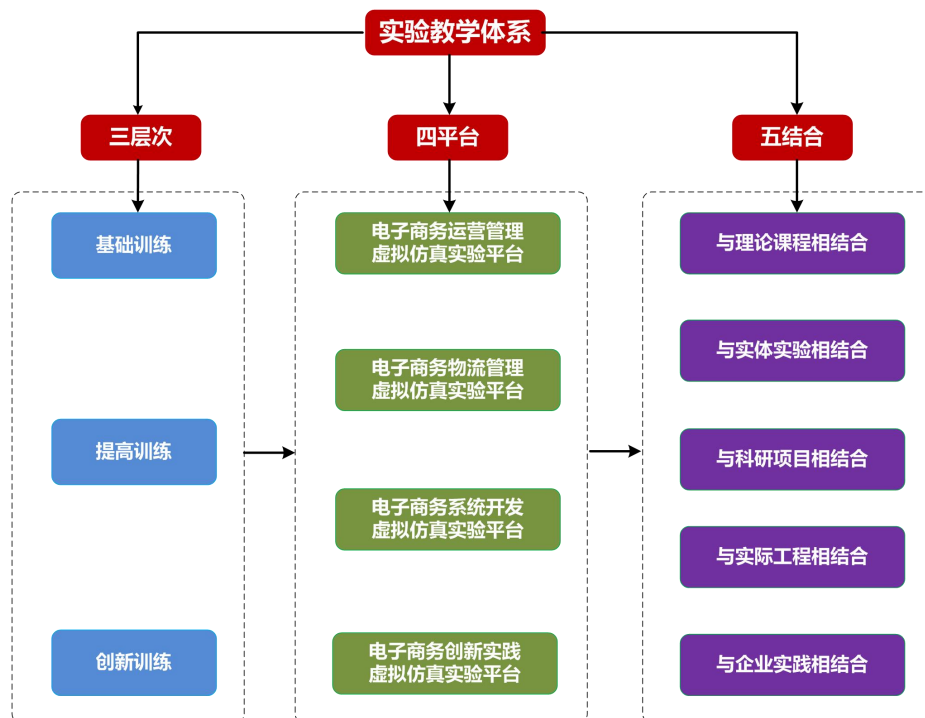 实验教学体系
三层次
四平台
五结合
基础训练
提高训练
创新训练
电子商务运营管理
虚拟仿真实验平台
电子商务物流管理
虚拟仿真实验平台
电子商务系统开发
虚拟仿真实验平台
电子商务创新实践
虚拟仿真实验平台
与理论课程相结合
与实体实验相结合
与科研项目相结合
与实际工程相结合
与企业实践相结合